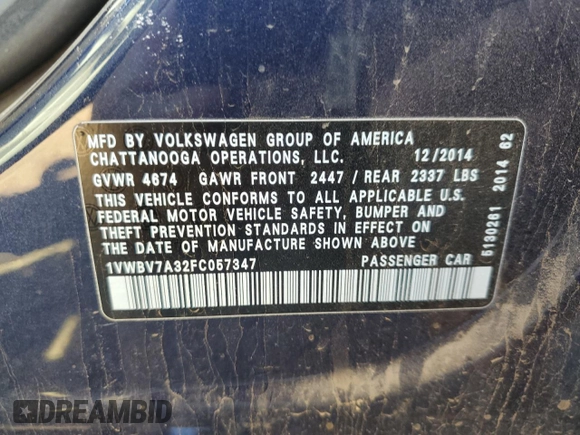 MFD BY VOLKSWAGEN GROUP OF AMERICA
CHATTANOOGA OPERATIONS, LLC. 12/2014
GVWR 4674 GAWR FRONT 2447 / REAR 2337 LBS
THIS VEHICLE CONFORMS TO ALL APPLICABLE U.S.
FEDERAL MOTOR VEHICLE SAFETY, BUMPER AND
THEFT PREVENTION STANDARDS IN EFFECT ON
THE DATE OF MANUFACTURE SHOWN ABOVE
1VWBV7A32FC057347 PASSENGER CAR
5130281 2014 62
DREAMBID